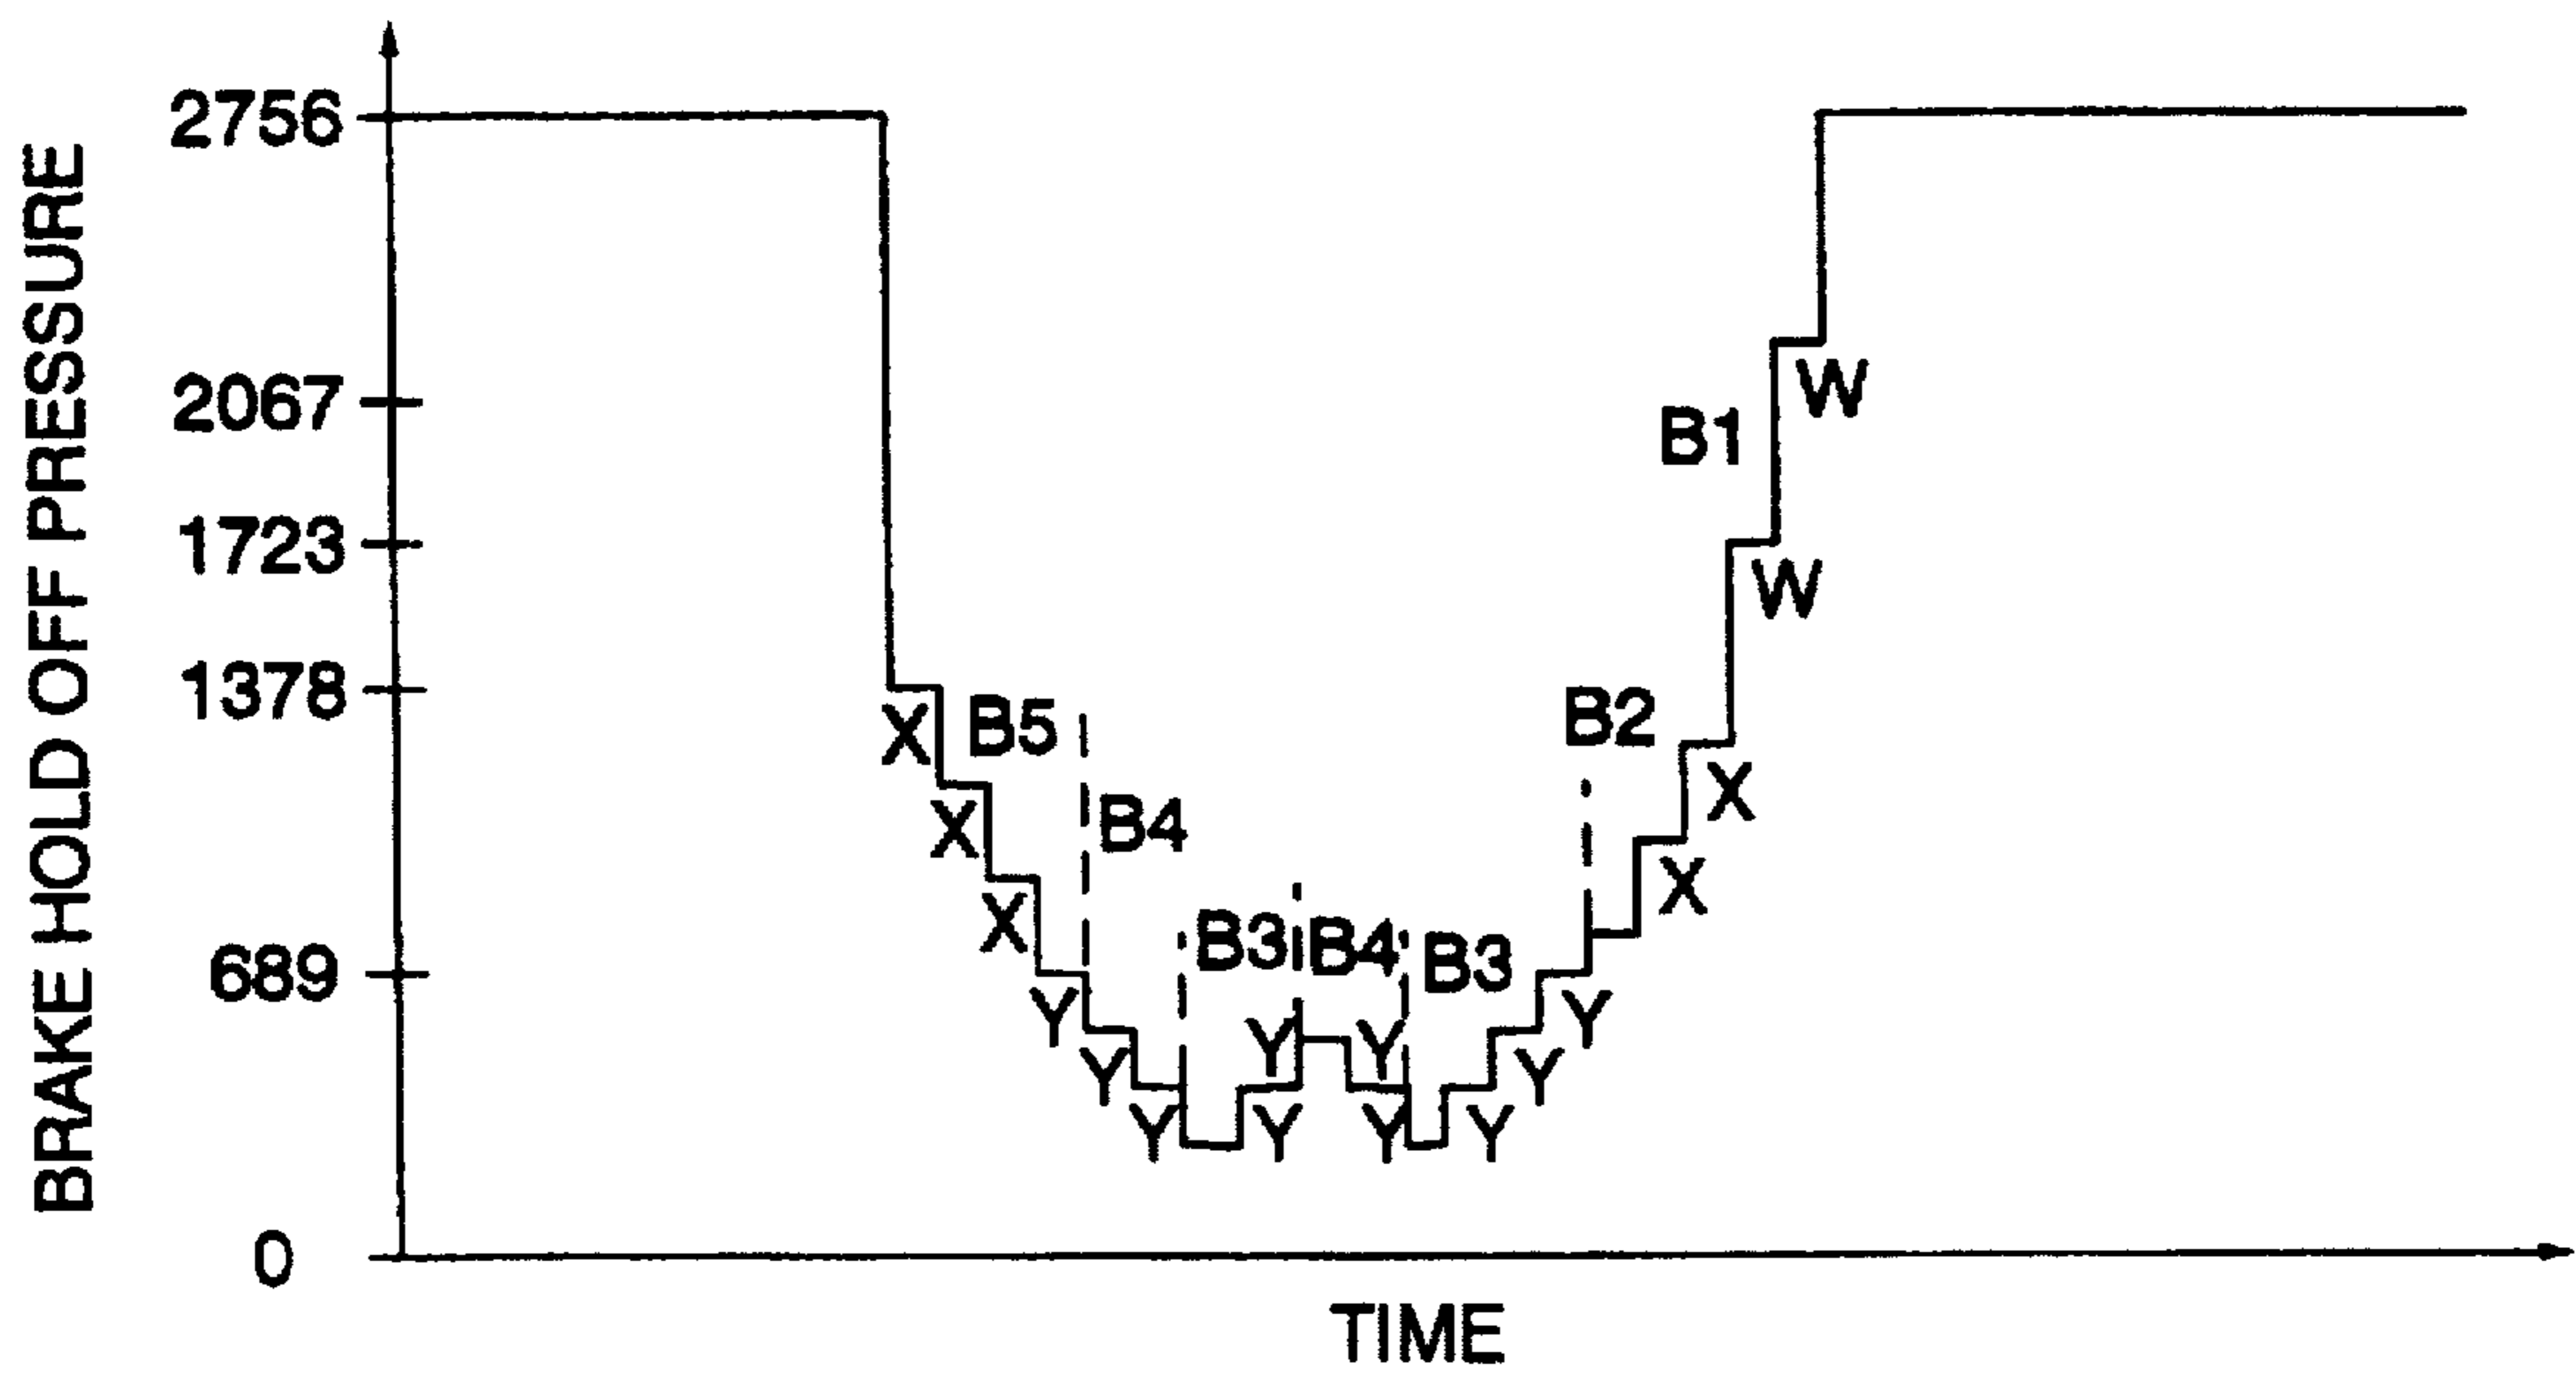 BRAKE HOLD OFF PRESSURE
2756
2067
1723
1378
689
0
W
B1
W
B5
B2
X
X
B4
X
X
B3
B4
B3
X
Y
Y
Y
Y
Y
Y
Y
Y
Y
Y
Y
TIME